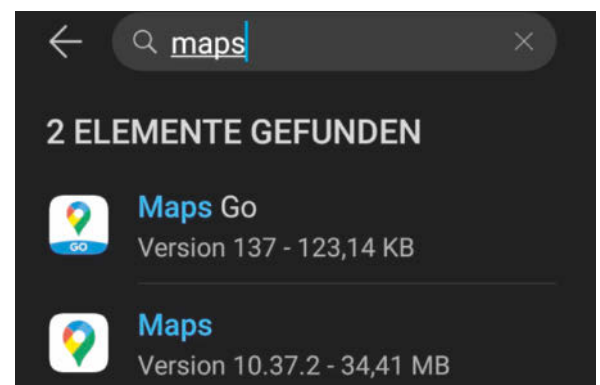 maps
2 ELEMENTE GEFUNDEN
Maps Go
GO
Version 137 - 123,14 KB
Maps
Version 10.37.2 - 34,41 MB